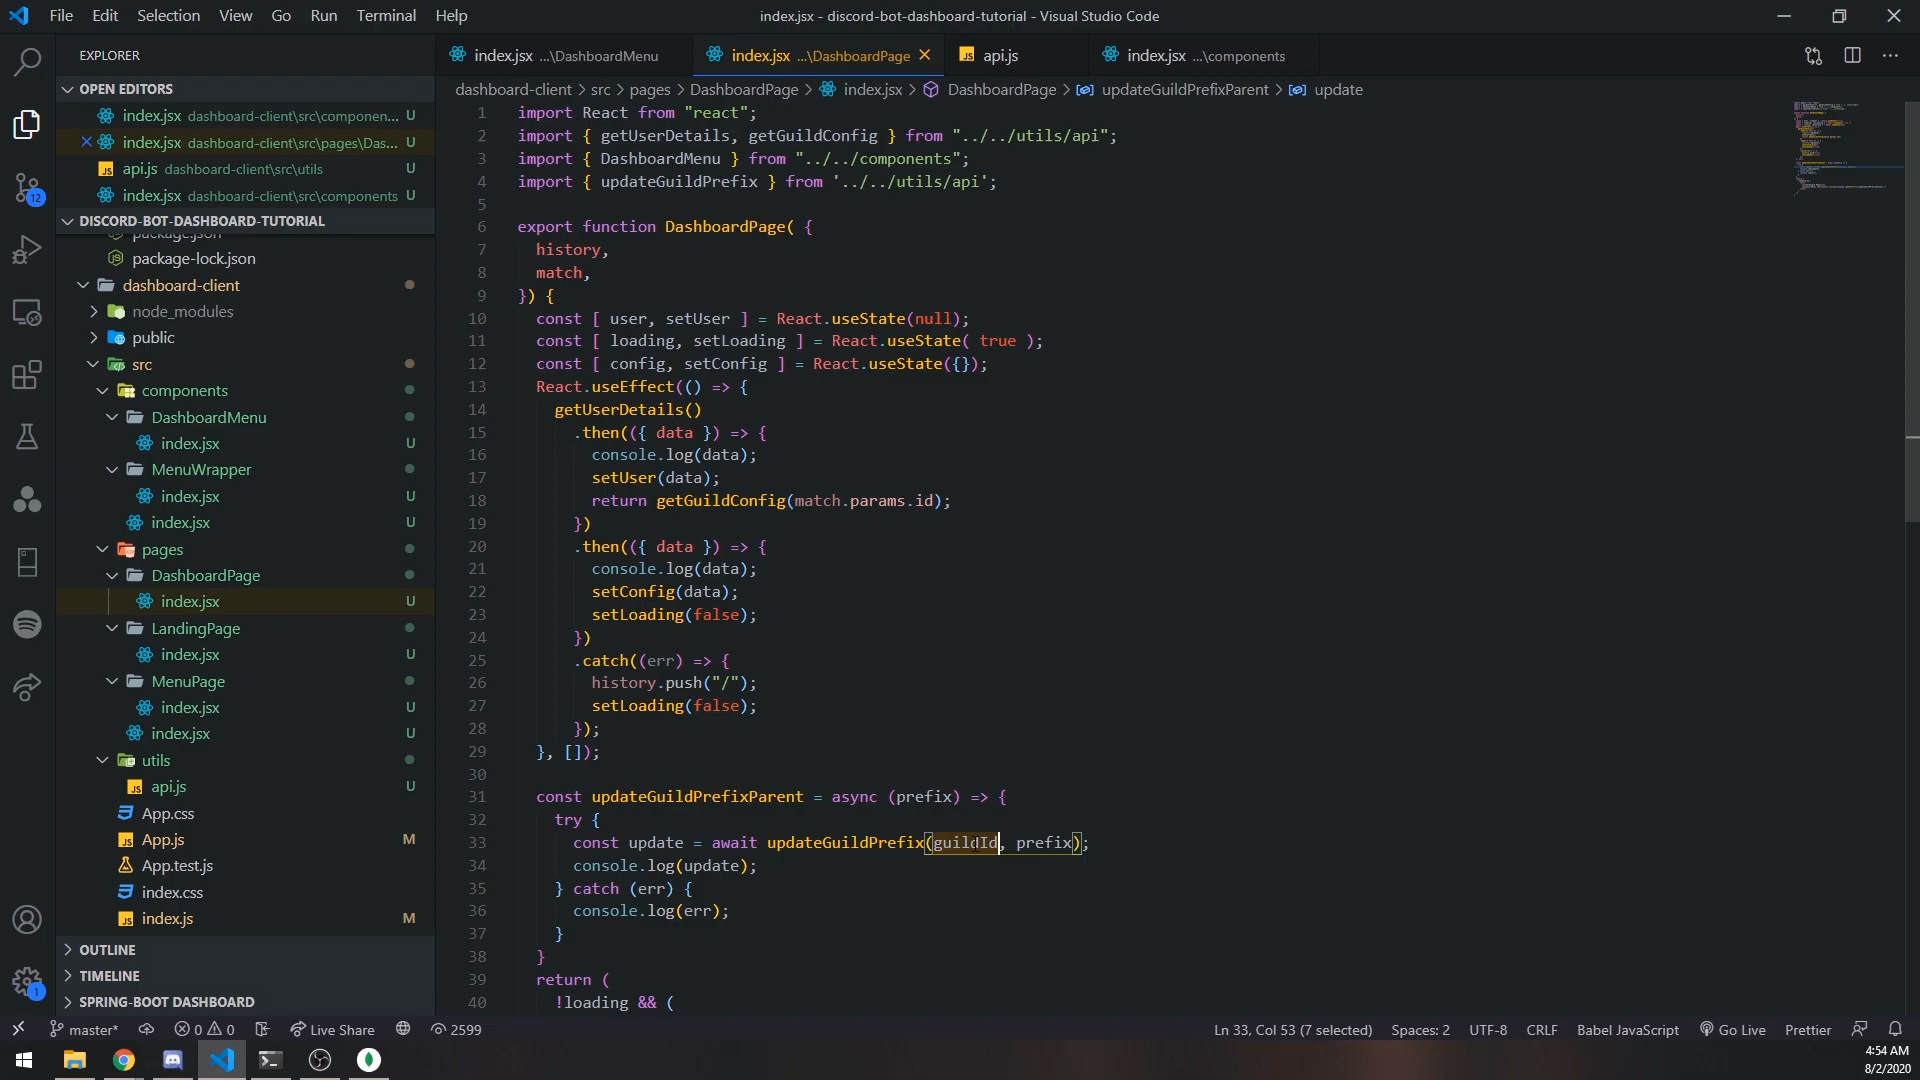 File Edit Selection View Go Run Terminal Help
index.jsx - discord-bot-dashboard-tutorial - Visual Studio Code
EXPLORER
OPEN EDITORS
index.jsx dashboard-client\src\componen... U
index.jsx dashboard-client\src\pages\Das... U
api.js dashboard-client\src\utils U
index.jsx dashboard-client\src\components U
DISCORD-BOT-DASHBOARD-TUTORIAL
package.json
package-lock.json
dashboard-client
node_modules
public
src
components
DashboardMenu
index.jsx U
MenuWrapper
index.jsx U
index.jsx U
pages
DashboardPage
index.jsx U
LandingPage
index.jsx U
MenuPage
index.jsx U
index.jsx U
utils
api.js U
App.css
App.js M
App.test.js
index.css
index.js M
OUTLINE
TIMELINE
SPRING-BOOT DASHBOARD
12
1
index.jsx ...\DashboardMenu
index.jsx ...\DashboardPage
api.js
index.jsx ...\components
dashboard-client > src > pages > DashboardPage > index.jsx > DashboardPage > updateGuildPrefixParent > update
1 import React from "react";
2 import { getUserDetails, getGuildConfig } from "../../utils/api";
3 import { DashboardMenu } from "../../components";
4 import { updateGuildPrefix } from '../../utils/api';
5
6 export function DashboardPage( {
7 history,
8 match,
9 }) {
10 const [ user, setUser ] = React.useState(null);
11 const [ loading, setLoading ] = React.useState( true );
12 const [ config, setConfig ] = React.useState({});
13 React.useEffect(() => {
14 getUserDetails()
15 .then(({ data }) => {
16 console.log(data);
17 setUser(data);
18 return getGuildConfig(match.params.id);
19 })
20 .then(({ data }) => {
21 console.log(data);
22 setConfig(data);
23 setLoading(false);
24 })
25 .catch((err) => {
26 history.push("/");
27 setLoading(false);
28 });
29 }, []);
30
31 const updateGuildPrefixParent = async (prefix) => {
32 try {
33 const update = await updateGuildPrefix(guildId, prefix);
34 console.log(update);
35 } catch (err) {
36 console.log(err);
37 }
38 }
39 return (
40 !loading && (
master* 0 0 Live Share 2599
Ln 33, Col 53 (7 selected) Spaces: 2 UTF-8 CRLF Babel JavaScript Go Live Prettier
4:54 AM
8/2/2020